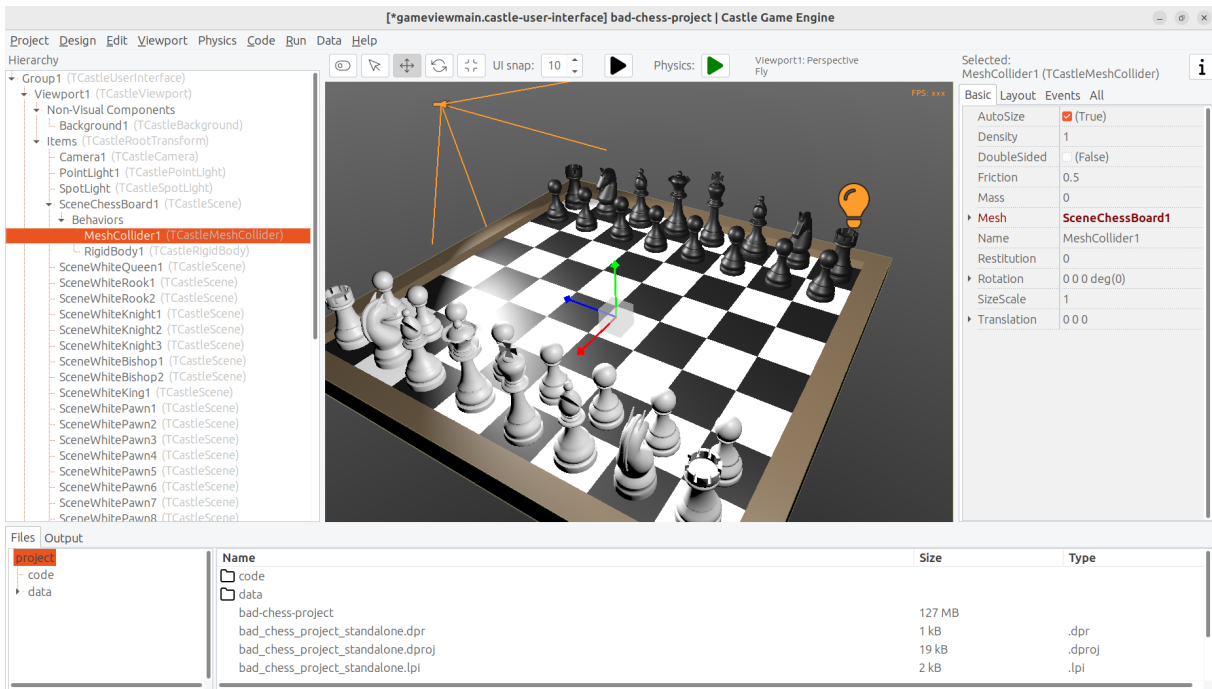 [*gameviewmain.castle-user-interface] bad-chess-project | Castle Game Engine
Project Design Edit Viewport Physics Code Run Data Help
Hierarchy
Group1 (TCastleUserInterface)
Viewport1 (TCastleViewport)
Non-Visual Components
Background1 (TCastleBackground)
Items (TCastleRootTransform)
Camera1 (TCastleCamera)
PointLight1 (TCastlePointLight)
SpotLight (TCastleSpotLight)
SceneChessBoard1 (TCastleScene)
Behaviors
MeshCollider1 (TCastleMeshCollider)
RigidBody1 (TCastleRigidBody)
SceneWhiteQueen1 (TCastleScene)
SceneWhiteRook1 (TCastleScene)
SceneWhiteRook2 (TCastleScene)
SceneWhiteKnight1 (TCastleScene)
SceneWhiteKnight2 (TCastleScene)
SceneWhiteKnight3 (TCastleScene)
SceneWhiteBishop1 (TCastleScene)
SceneWhiteBishop2 (TCastleScene)
SceneWhiteKing1 (TCastleScene)
SceneWhitePawn1 (TCastleScene)
SceneWhitePawn2 (TCastleScene)
SceneWhitePawn3 (TCastleScene)
SceneWhitePawn4 (TCastleScene)
SceneWhitePawn5 (TCastleScene)
SceneWhitePawn6 (TCastleScene)
SceneWhitePawn7 (TCastleScene)
SceneWhitePawn8 (TCastleScene)
UI snap: 10 Physics: Viewport1: Perspective
Fly
FPS: xxx
Selected:
MeshCollider1 (TCastleMeshCollider)
i
Basic Layout Events All
AutoSize (True)
Density 1
DoubleSided (False)
Friction 0.5
Mass 0
Mesh SceneChessBoard1
Name MeshCollider1
Restitution 0
Rotation 0 0 0 deg(0)
SizeScale 1
Translation 0 0 0
Files Output
project
code
data
Name Size Type
code
data
bad-chess-project 127 MB
bad_chess_project_standalone.dpr 1 kB .dpr
bad_chess_project_standalone.dproj 19 kB .dproj
bad_chess_project_standalone.lpi 2 kB .lpi